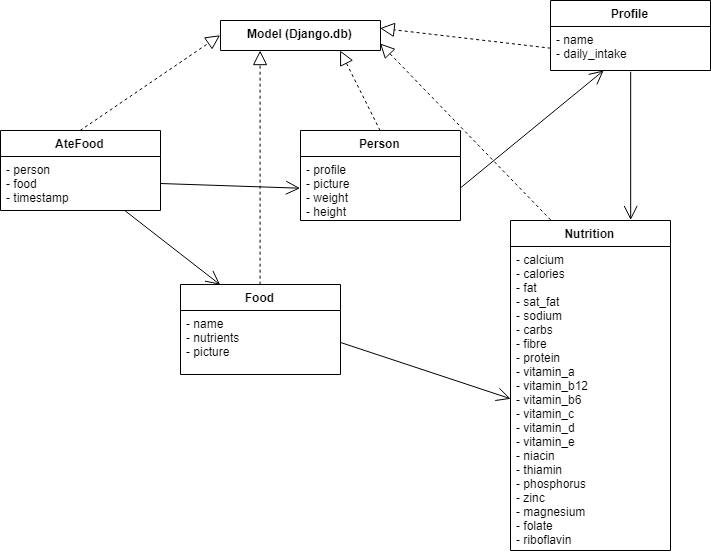 Model (Django.db)
Profile
- name
- daily_intake
AteFood
- person
- food
- timestamp
Person
- profile
- picture
- weight
- height
Food
- name
- nutrients
- picture
Nutrition
- calcium
- calories
- fat
- sat_fat
- sodium
- carbs
- fibre
- protein
- vitamin_a
- vitamin_b12
- vitamin_b6
- vitamin_c
- vitamin_d
- vitamin_e
- niacin
- thiamin
- phosphorus
- zinc
- magnesium
- folate
- riboflavin